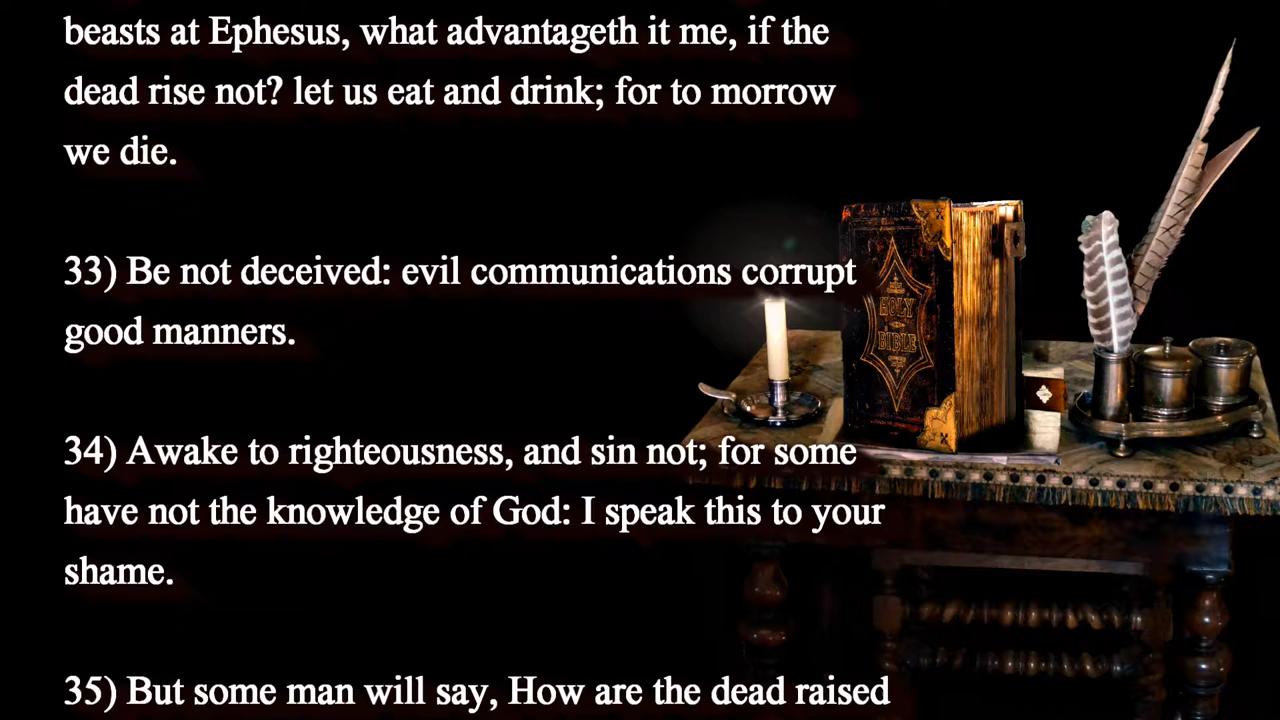 beasts at Ephesus, what advantageth it me, if the
dead rise not? let us eat and drink; for to morrow
we die.
33) Be not deceived: evil communications corrupt
good manners.
34) Awake to righteousness, and sin not; for some
have not the knowledge of God: I speak this to your
shame.
35) But some man will say, How are the dead raised
HOLY
BIBLE